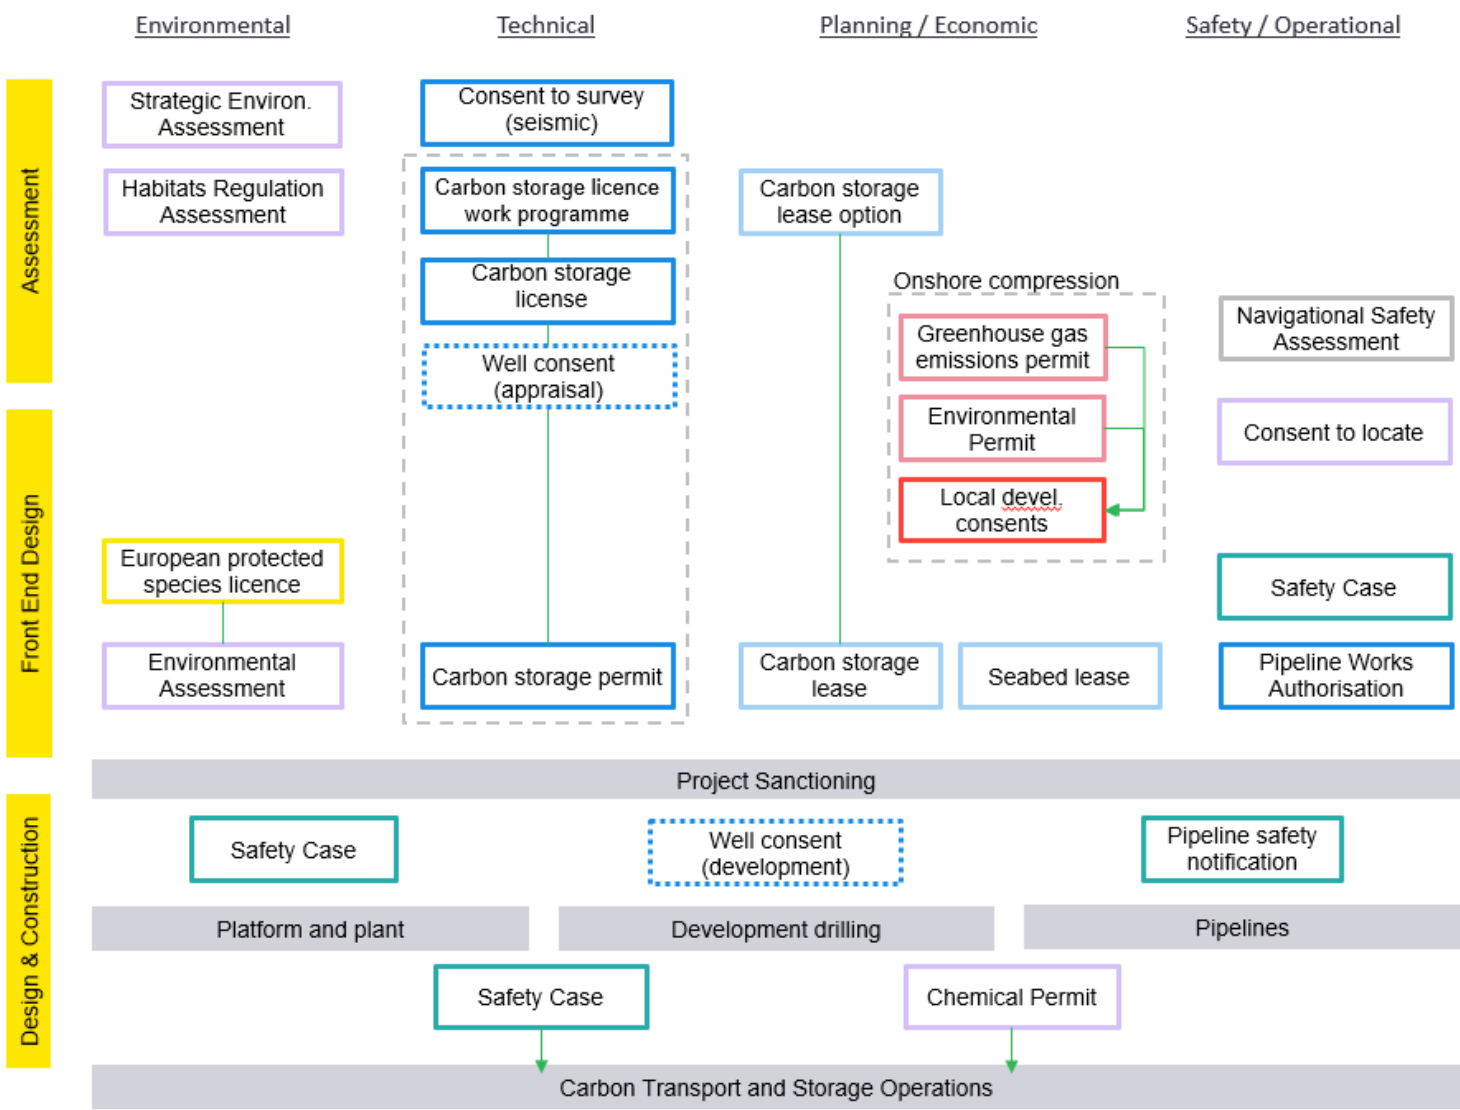 Environmental
Technical
Planning / Economic
Safety / Operational
Assessment
Strategic Environ.
Assessment
Consent to survey
(seismic)
Habitats Regulation
Assessment
Carbon storage licence
work programme
Carbon storage
lease option
Carbon storage
license
Onshore compression
Well consent
(appraisal)
Greenhouse gas
emissions permit
Navigational Safety
Assessment
Front End Design
Environmental
Permit
Consent to locate
Local devel.
consents
European protected
species licence
Safety Case
Environmental
Assessment
Carbon storage permit
Carbon storage
lease
Seabed lease
Pipeline Works
Authorisation
Project Sanctioning
Design & Construction
Safety Case
Well consent
(development)
Pipeline safety
notification
Platform and plant
Development drilling
Pipelines
Safety Case
Chemical Permit
Carbon Transport and Storage Operations